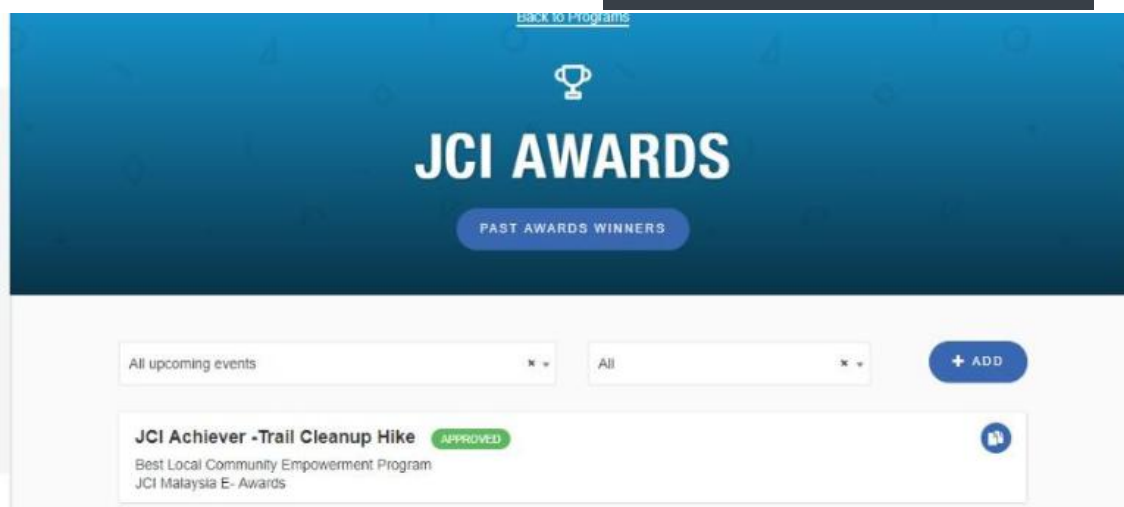 Back to Programs
JCI AWARDS
PAST AWARDS WINNERS
All upcoming events
All
+ ADD
JCI Achiever -Trail Cleanup Hike APPROVED
Best Local Community Empowerment Program
JCI Malaysia E- Awards